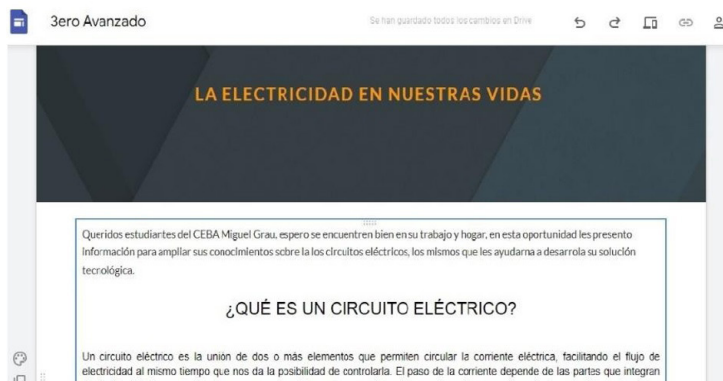 3ero Avanzado
Se han guardado todos los cambios en Drive
LA ELECTRICIDAD EN NUESTRAS VIDAS
Queridos estudiantes del CEBA Miguel Grau, espero se encuentren bien en su trabajo y hogar, en esta oportunidad les presento
información para ampliar sus conocimientos sobre la los circuitos eléctricos, los mismos que les ayudarna a desarrola su solución
tecrológica.
¿QUÉ ES UN CIRCUITO ELÉCTRICO?
Un circuito eléctrico es la unión de dos o más elementos que permiten circular la corriente eléctrica, facilitando el flujo de
electricidad al mismo tiempo que nos da la posibilidad de controlarla. El paso de la corriente depende de las partes que integran